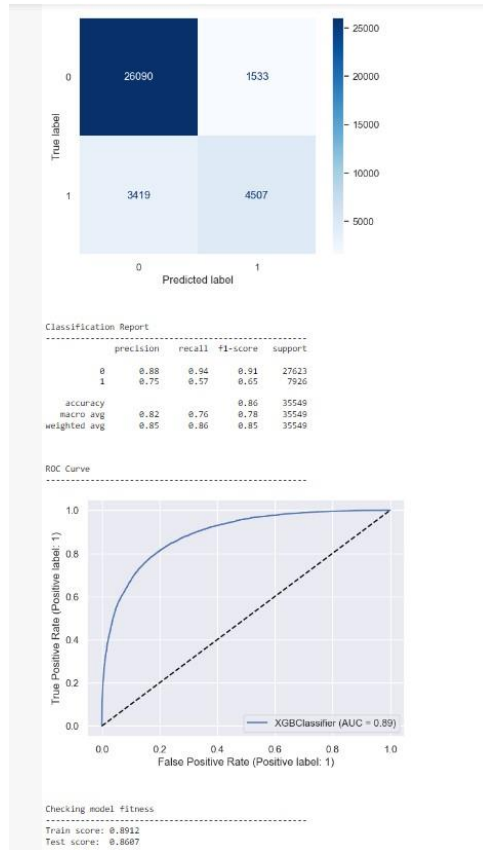 25000
0
26090
1533
20000
True label
15000
10000
1
3419
4507
5000
0
1
Predicted label
Classification Report
precision recall f1-score support
0 0.88 0.94 0.91 27623
1 0.75 0.57 0.65 7926
accuracy 0.86 35549
macro avg 0.82 0.76 0.78 35549
weighted avg 0.85 0.86 0.85 35549
ROC Curve
1.0
0.8
0.6
0.4
0.2
0.0
True Positive Rate (Positive label: 1)
XGBClassifier (AUC = 0.89)
0.0 0.2 0.4 0.6 0.8 1.0
False Positive Rate (Positive label: 1)
Checking model fitness
Train score: 0.8912
Test score: 0.8607